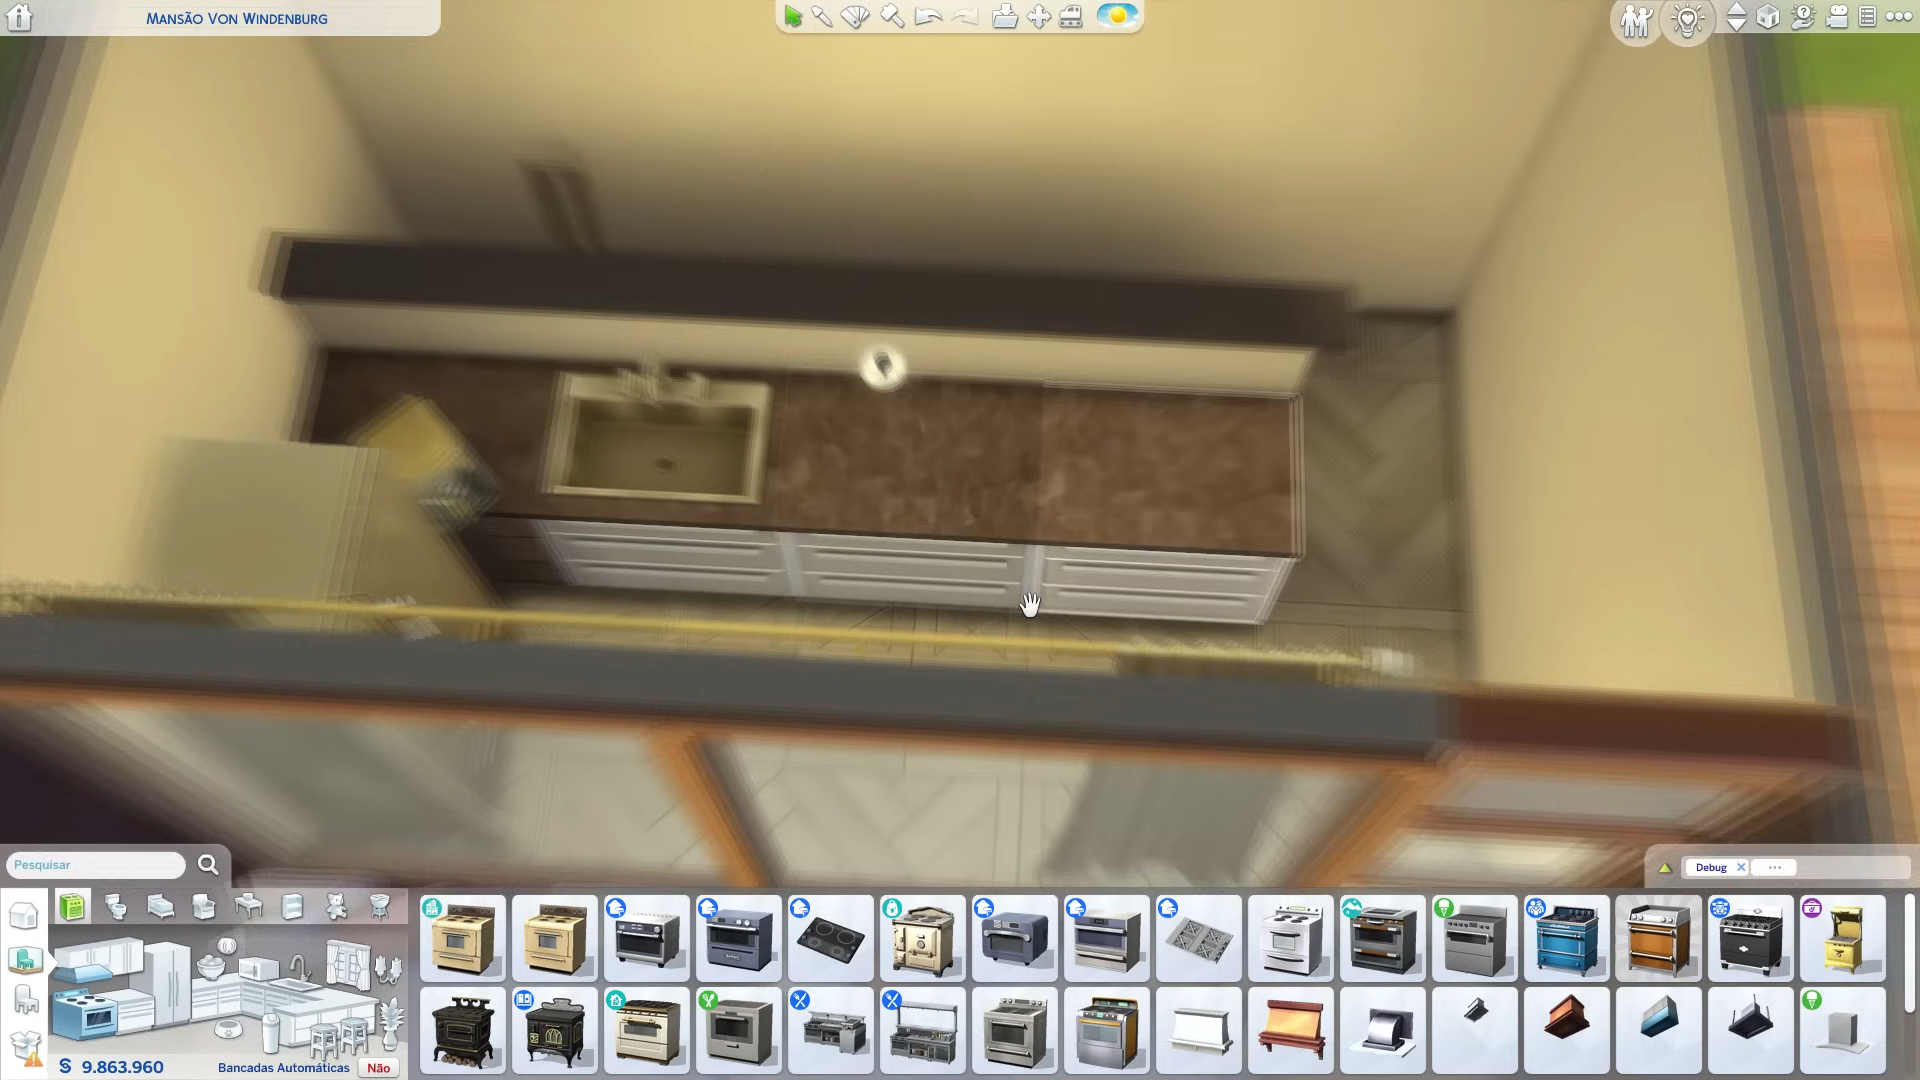 Mansão Von Windenburg
Pesquisar
Debug
9.863.960
Bancadas Automáticas Não